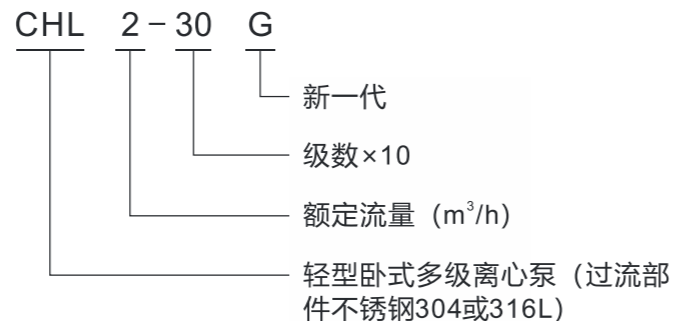 CHL 2-30 G
新一代
级数×10
额定流量（m³/h）
轻型卧式多级离心泵（过流部
件不锈钢304或316L）